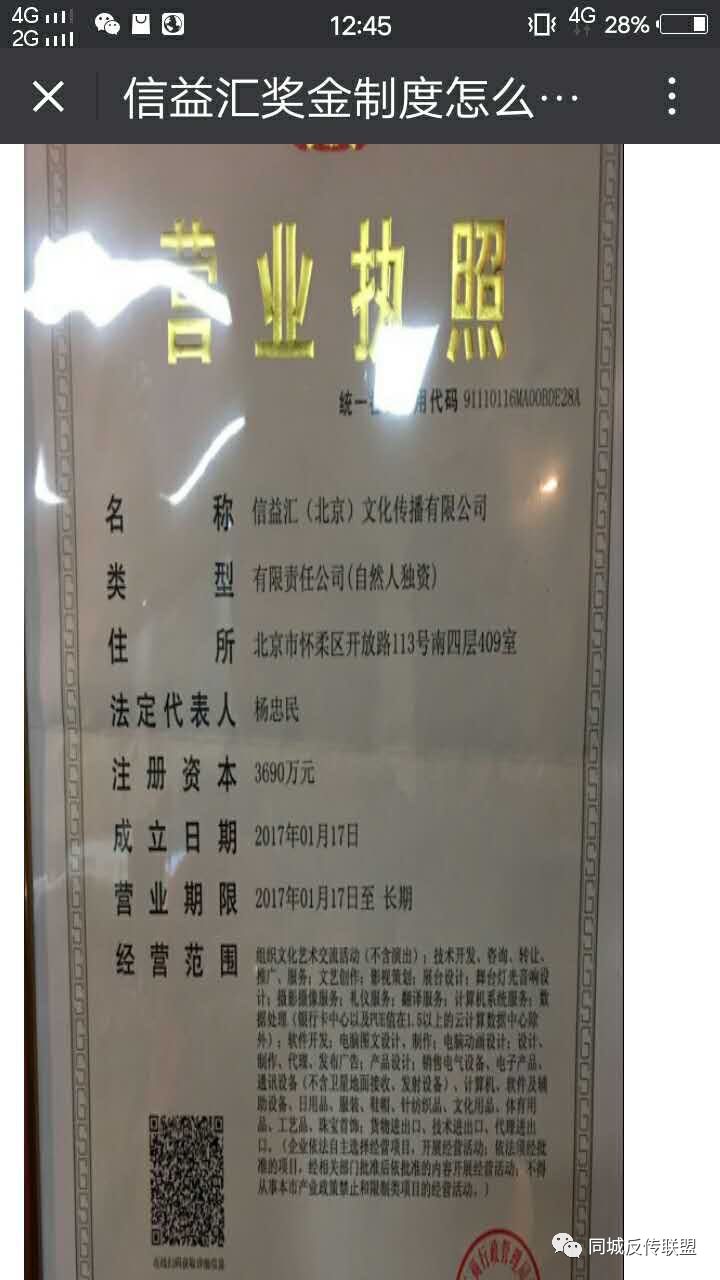 4G
2G
12:45
4G
28%
信益汇奖金制度怎么…
营业执照
统一 用代码 91110116MA00BDE28A
名称 信益汇（北京）文化传播有限公司
类型 有限责任公司(自然人独资)
住所 北京市怀柔区开放路113号南四层409室
法定代表人 杨忠民
注册资本 3690万元
成立日期 2017年01月17日
营业期限 2017年01月17日至 长期
经营范围 组织文化艺术交流活动（不含演出）；技术开发、咨询、转让、
推广、服务；文艺创作；影视策划；展台设计；舞台灯光音响设
计；摄影摄像服务；礼仪服务；翻译服务；计算机系统服务；数
据处理（银行卡中心以及PUE值在1.5以上的云计算数据中心除
外）；软件开发；电脑图文设计、制作；电脑动画设计；设计、
制作、代理、发布广告；产品设计；销售电气设备、电子产品、
通讯设备（不含卫星地面接收、发射设备）、计算机、软件及辅
助设备、日用品、服装、鞋帽、针纺织品、文化用品、体育用
品、工艺品、珠宝首饰；货物进出口、技术进出口、代理进出
口。（企业依法自主选择经营项目，开展经营活动；依法须经批
准的项目，经相关部门批准后依批准的内容开展经营活动；不得
从事本市产业政策禁止和限制类项目的经营活动。）
在线扫码获取详细信息
行政管理
同城反传联盟